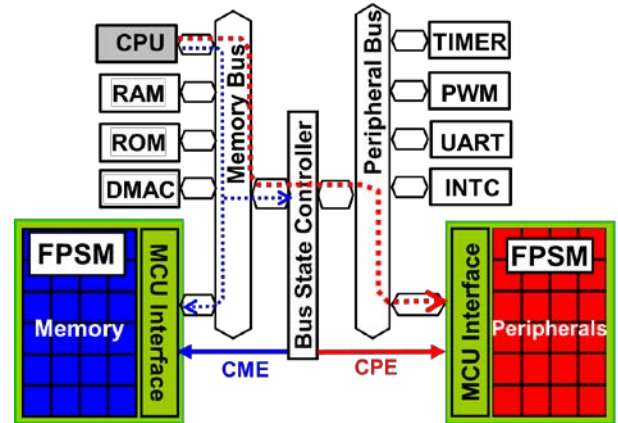 CPU
RAM
ROM
DMAC
Memory Bus
Bus State Controller
Peripheral Bus
TIMER
PWM
UART
INTC
FPSM
Memory
MCU Interface
CME
CPE
MCU Interface
FPSM
Peripherals